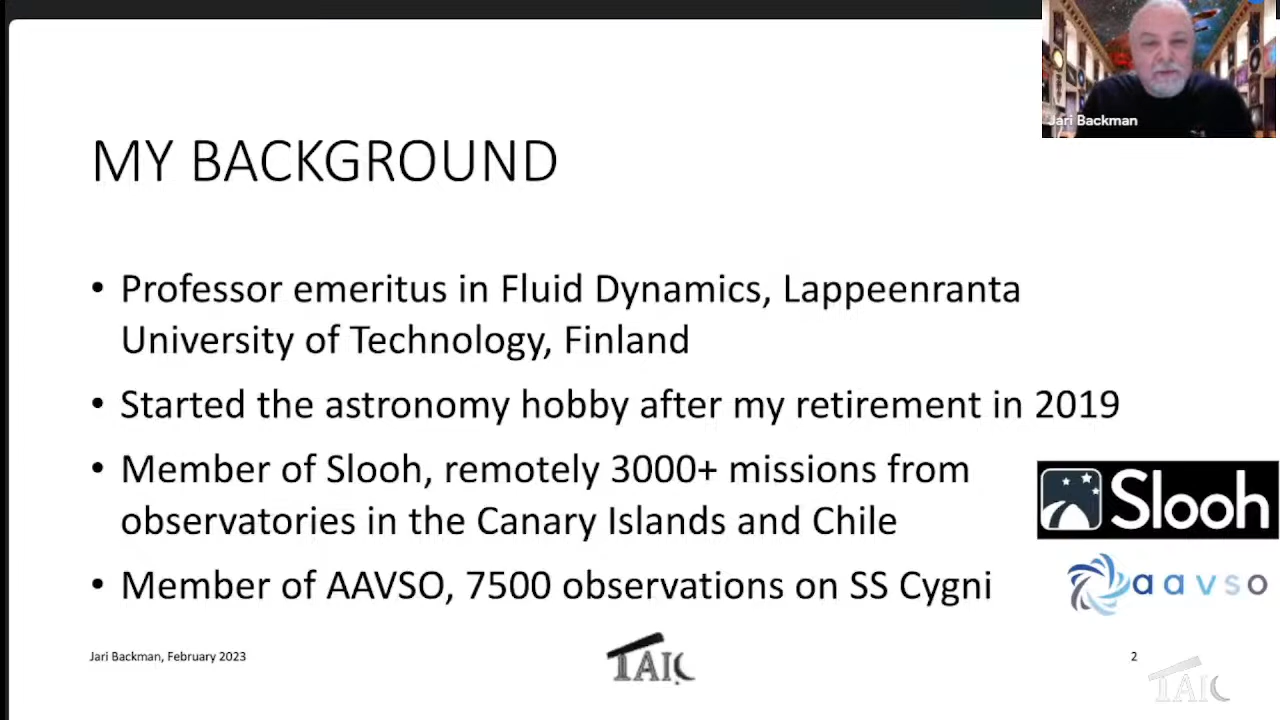 Jari Backman
MY BACKGROUND
• Professor emeritus in Fluid Dynamics, Lappeenranta
University of Technology, Finland
• Started the astronomy hobby after my retirement in 2019
• Member of Slooh, remotely 3000+ missions from
observatories in the Canary Islands and Chile
• Member of AAVSO, 7500 observations on SS Cygni
Slooh
aavso
Jari Backman, February 2023
TAIC
2
TAIC